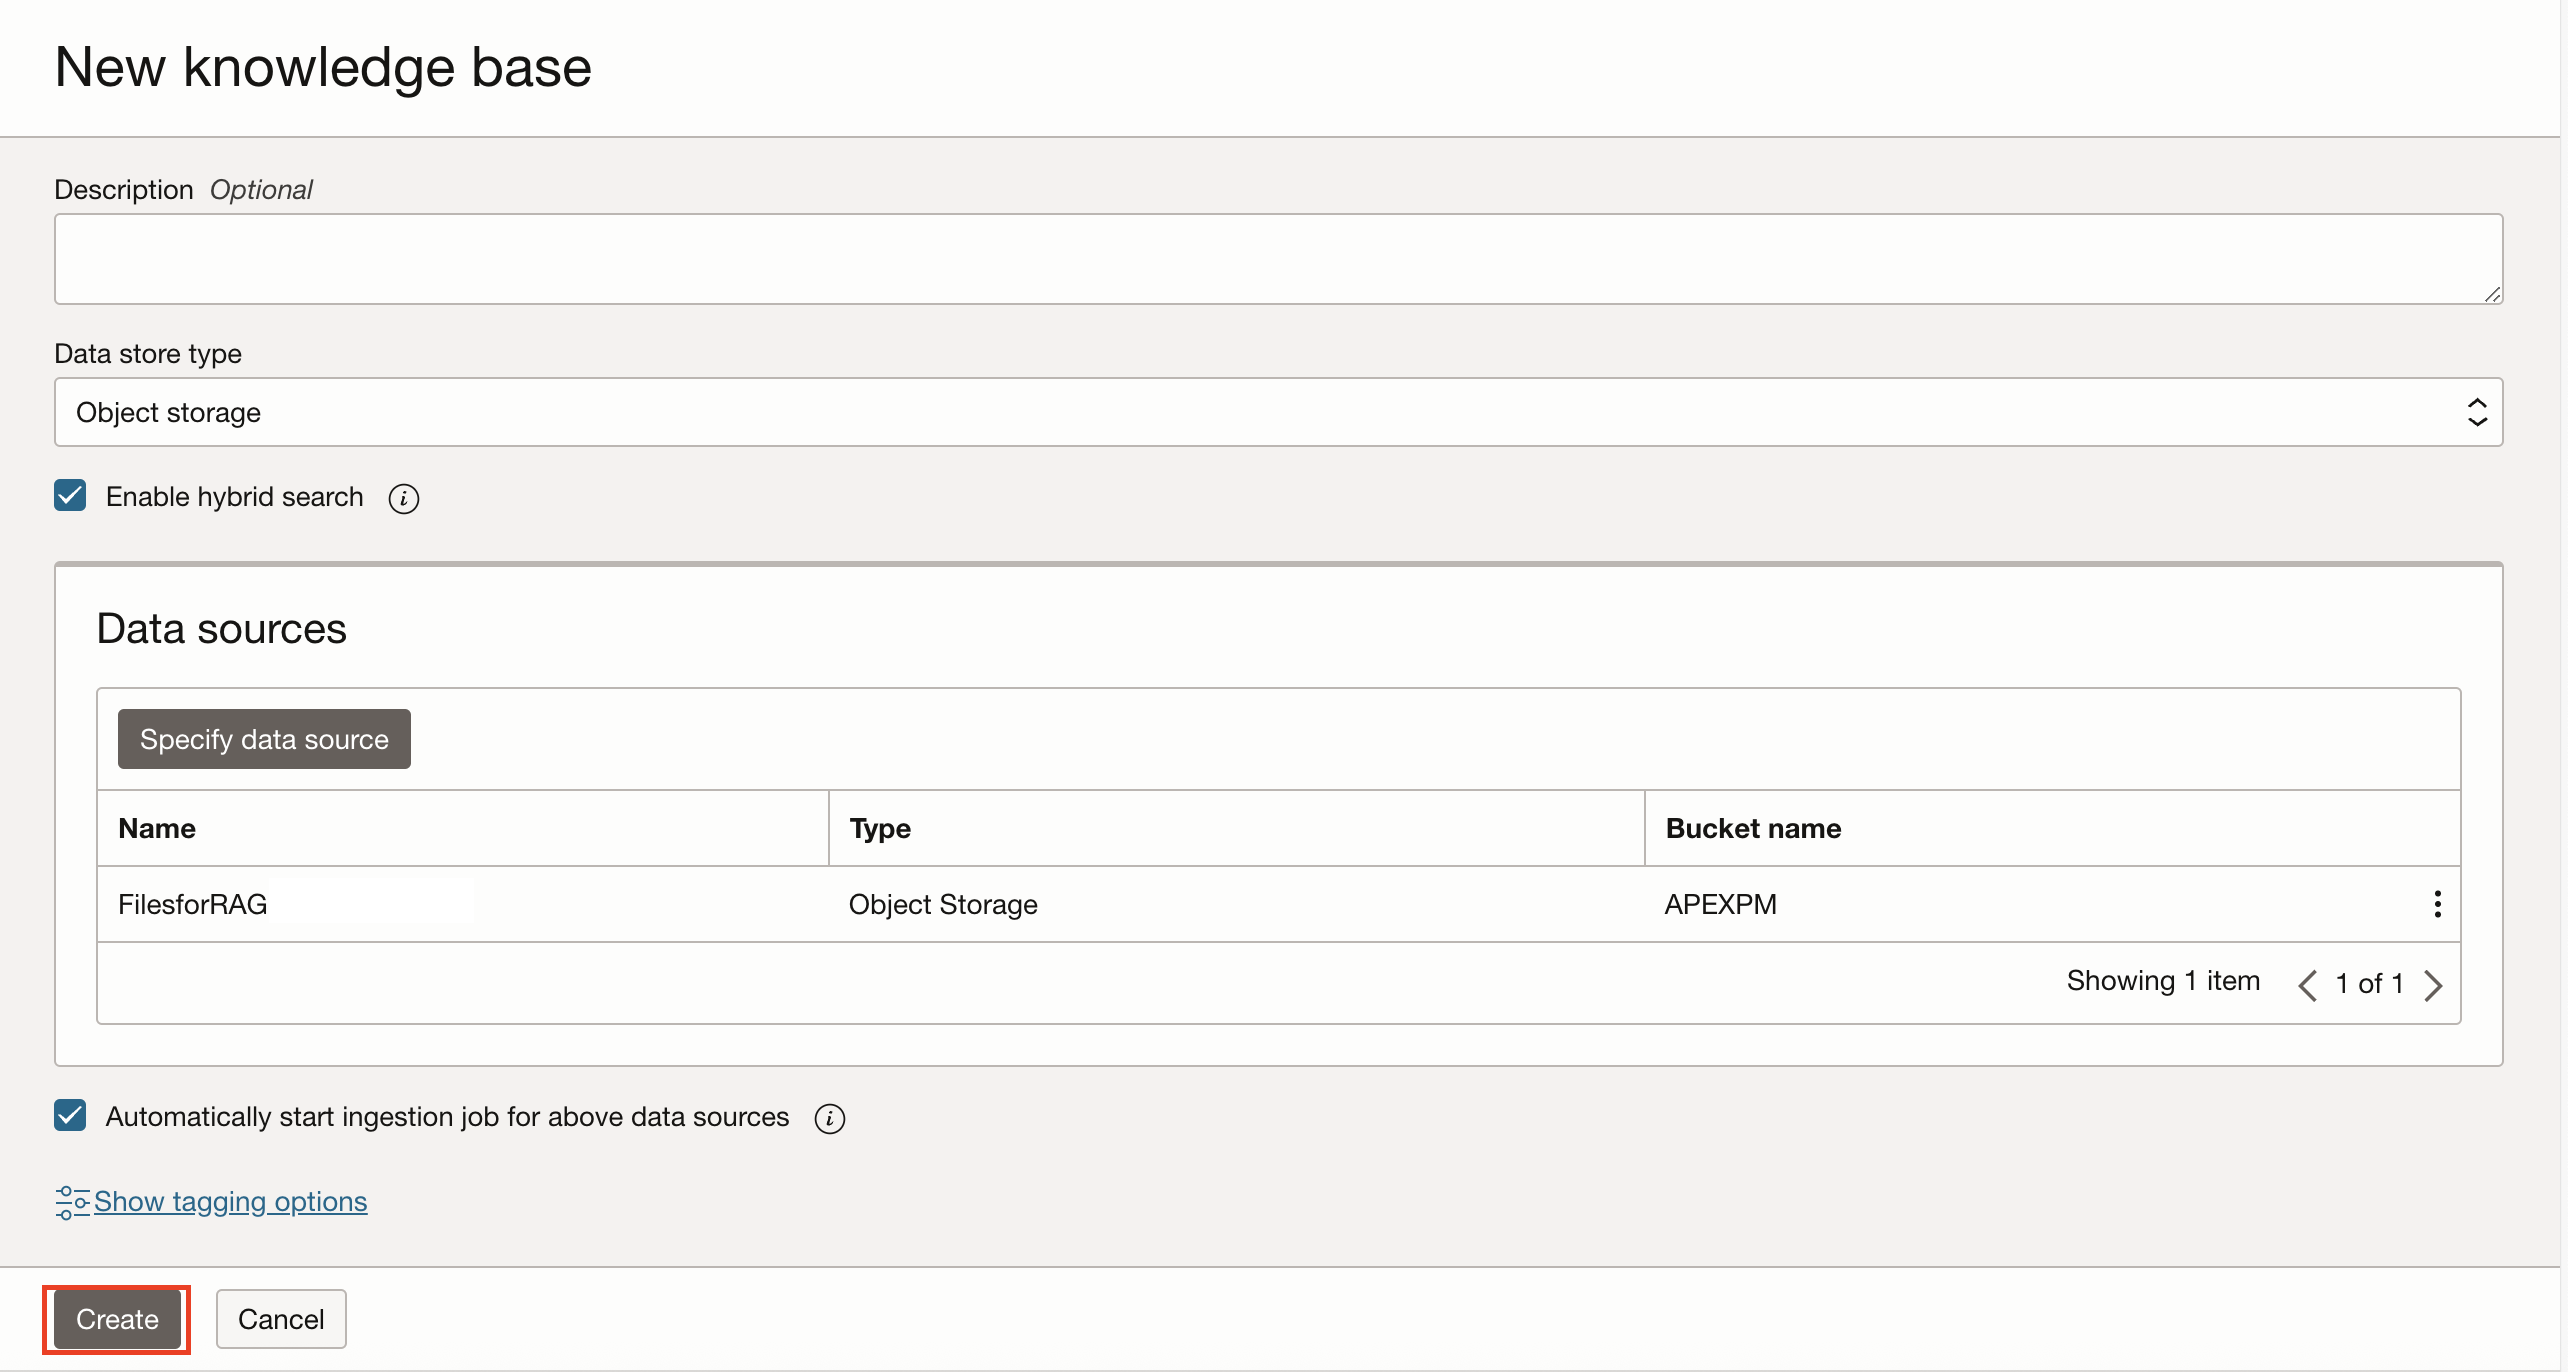 New knowledge base
Description Optional
Data store type
Object storage
Enable hybrid search i
Data sources
Specify data source
Name Type Bucket name
FilesforRAG Object Storage APEXPM
Showing 1 item 1 of 1
Automatically start ingestion job for above data sources i
Show tagging options
Create Cancel